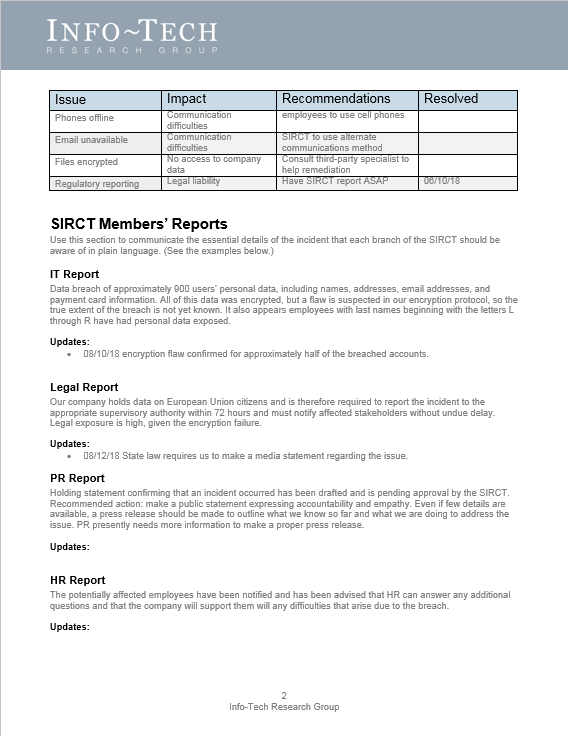 INFO~TECH
RESEARCH GROUP
Issue Impact Recommendations Resolved
Phones offline Communication difficulties employees to use cell phones
Email unavailable Communication difficulties SIRCT to use alternate communications method
Files encrypted No access to company data Consult third-party specialist to help remediation
Regulatory reporting Legal liability Have SIRCT report ASAP 06/10/18
SIRCT Members' Reports
Use this section to communicate the essential details of the incident that each branch of the SIRCT should be
aware of in plain language. (See the examples below.)
IT Report
Data breach of approximately 900 users' personal data, including names, addresses, email addresses, and
payment card information. All of this data was encrypted, but a flaw is suspected in our encryption protocol, so the
true extent of the breach is not yet known. It also appears employees with last names beginning with the letters L
through R have had personal data exposed.
Updates:
• 08/10/18 encryption flaw confirmed for approximately half of the breached accounts.
Legal Report
Our company holds data on European Union citizens and is therefore required to report the incident to the
appropriate supervisory authority within 72 hours and must notify affected stakeholders without undue delay.
Legal exposure is high, given the encryption failure.
Updates:
• 08/12/18 State law requires us to make a media statement regarding the issue.
PR Report
Holding statement confirming that an incident occurred has been drafted and is pending approval by the SIRCT.
Recommended action: make a public statement expressing accountability and empathy. Even if few details are
available, a press release should be made to outline what we know so far and what we are doing to address the
issue. PR presently needs more information to make a proper press release.
Updates:
HR Report
The potentially affected employees have been notified and has been advised that HR can answer any additional
questions and that the company will support them will any difficulties that arise due to the breach.
Updates:
2
Info-Tech Research Group